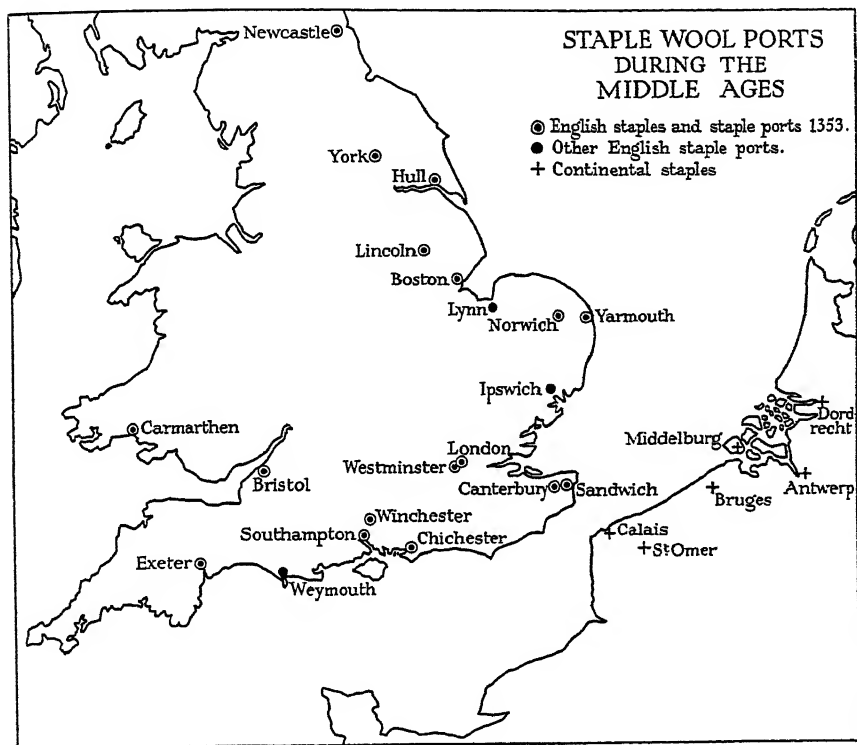 STAPLE WOOL PORTS
DURING THE
MIDDLE AGES
English staples and staple ports 1353.
Other English staple ports.
Continental staples
Newcastle
York
Hull
Lincoln
Boston
Lynn
Norwich
Yarmouth
Ipswich
Carmarthen
London
Westminster
Bristol
Canterbury
Sandwich
Winchester
Southampton
Chichester
Exeter
Weymouth
Middelburg
Dord
recht
Antwerp
Bruges
Calais
St Omer